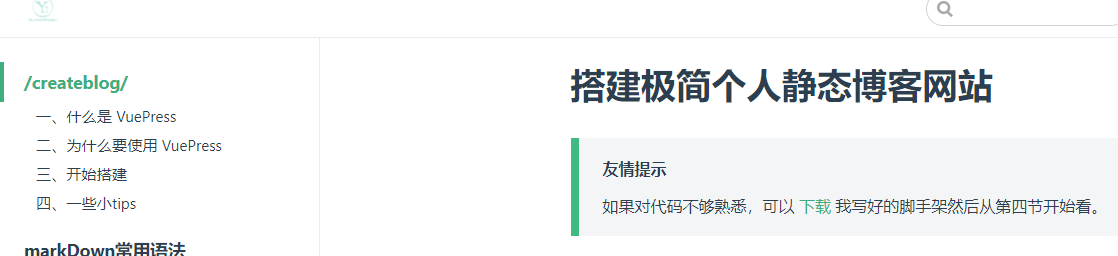 /createblog/
一、什么是 VuePress
二、为什么要使用 VuePress
三、开始搭建
四、一些小tips
markDown常用语法
搭建极简个人静态博客网站
友情提示
如果对代码不够熟悉，可以 下载 我写好的脚手架然后从第四节开始看。